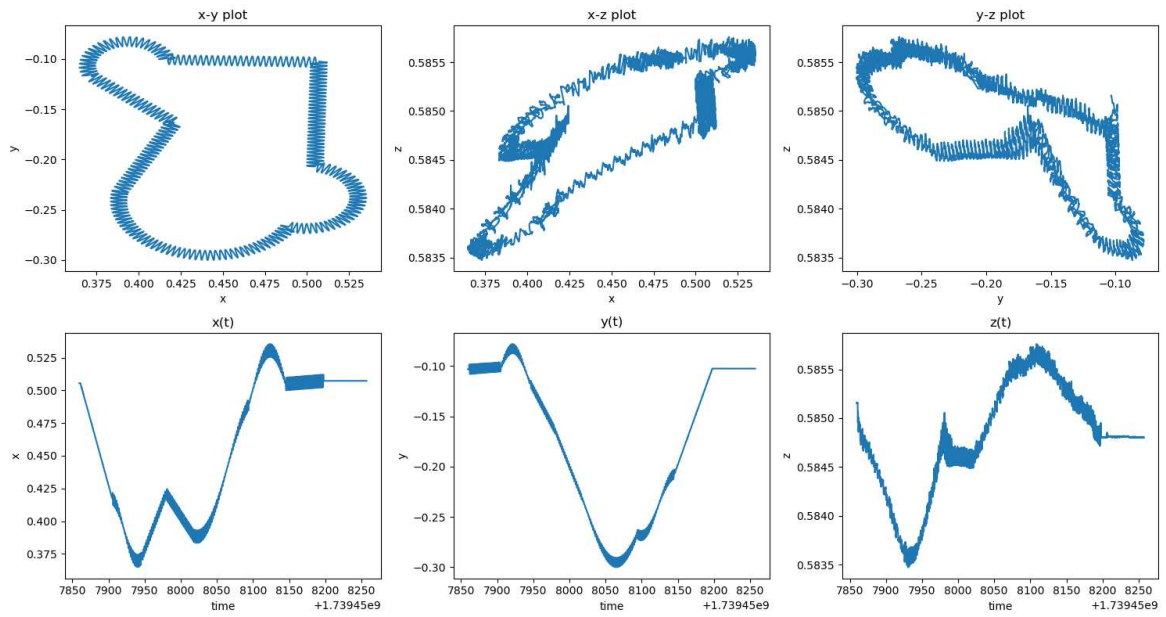 x-y plot
−0.10
−0.15
−0.20
−0.25
−0.30
y
0.375 0.400 0.425 0.450 0.475 0.500 0.525
x
x-z plot
0.5855
0.5850
0.5845
0.5840
0.5835
z
0.375 0.400 0.425 0.450 0.475 0.500 0.525
x
y-z plot
0.5855
0.5850
0.5845
0.5840
0.5835
z
−0.30 −0.25 −0.20 −0.15 −0.10
y
x(t)
0.525
0.500
0.475
0.450
0.425
0.400
0.375
x
7850 7900 7950 8000 8050 8100 8150 8200 8250
time
+1.73945e9
y(t)
−0.10
−0.15
−0.20
−0.25
−0.30
y
7850 7900 7950 8000 8050 8100 8150 8200 8250
time
+1.73945e9
z(t)
0.5855
0.5850
0.5845
0.5840
0.5835
z
7850 7900 7950 8000 8050 8100 8150 8200 8250
time
+1.73945e9